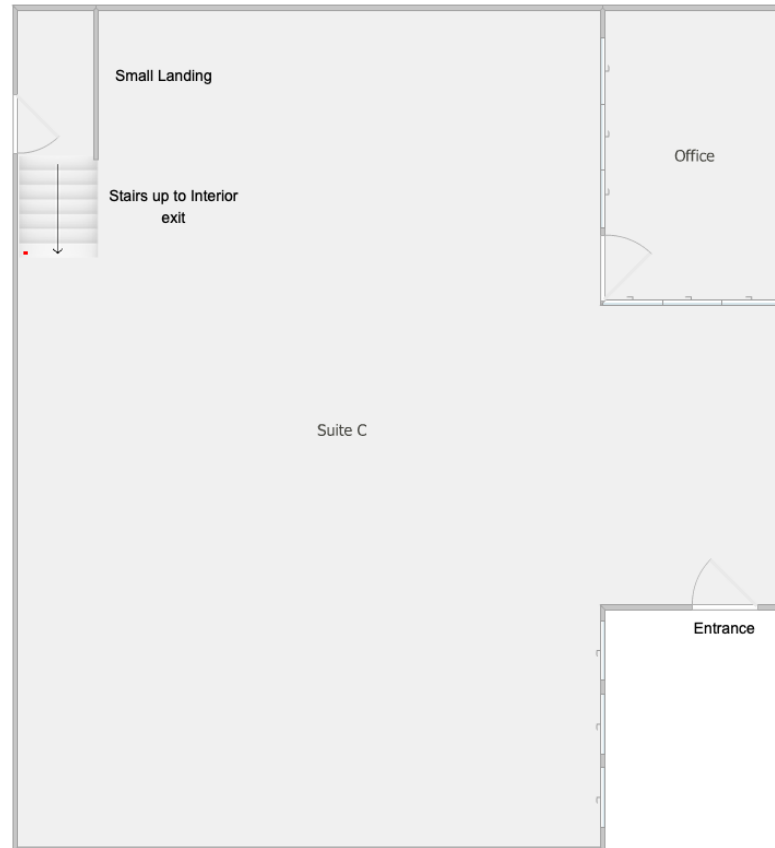 Small Landing
Office
Stairs up to Interior
exit
Suite C
Entrance